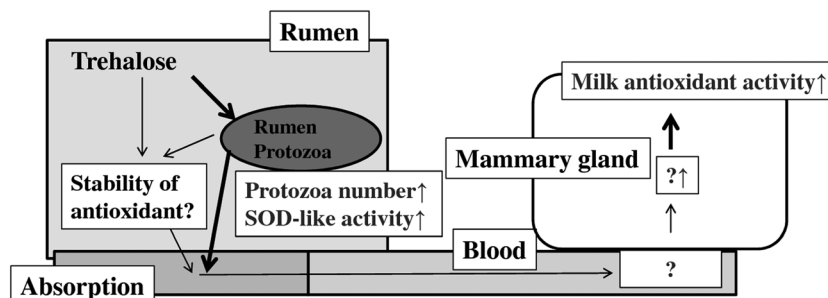 Rumen
Trehalose
Milk antioxidant activity↑
Rumen
Protozoa
Mammary gland
Stability of
antioxidant?
Protozoa number↑
SOD-like activity↑
?↑
Blood
Absorption
?